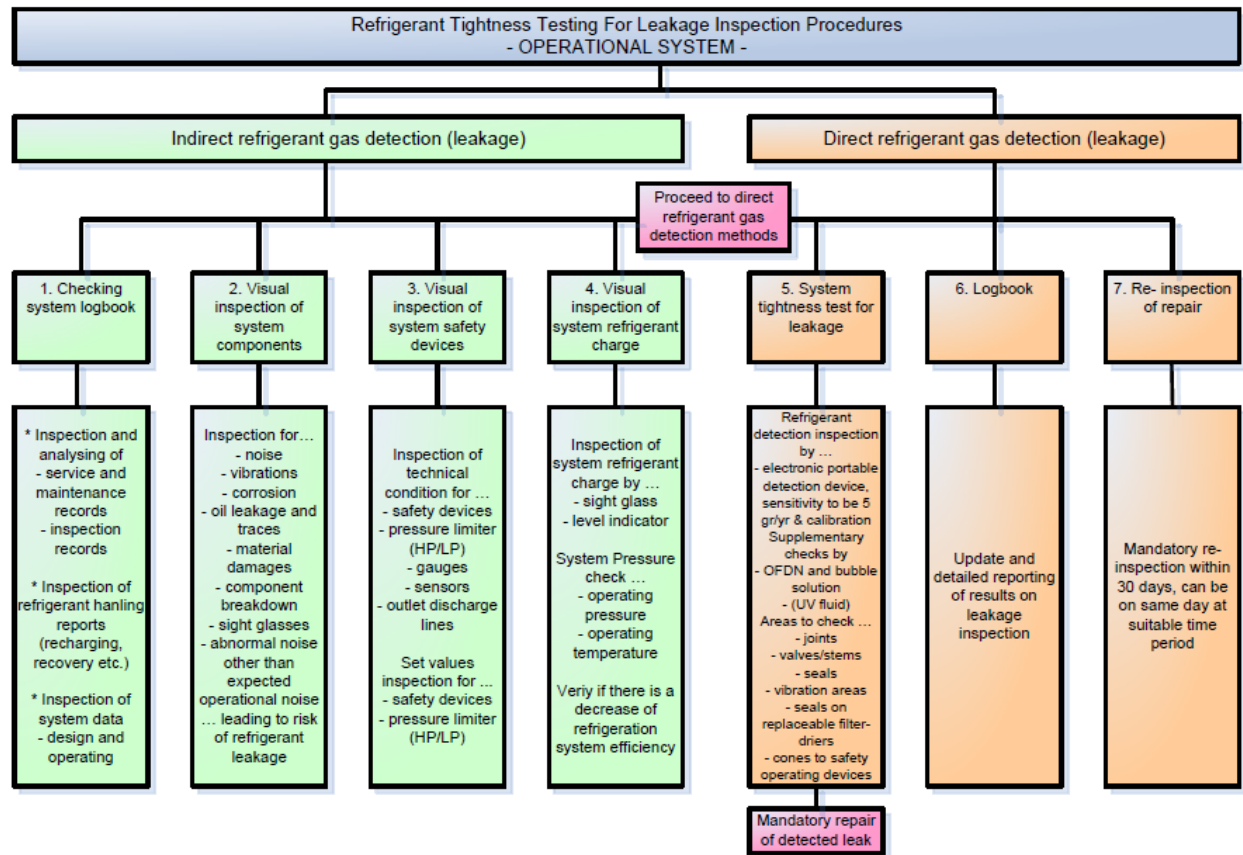 Refrigerant Tightness Testing For Leakage Inspection Procedures
- OPERATIONAL SYSTEM -
Indirect refrigerant gas detection (leakage)
Direct refrigerant gas detection (leakage)
Proceed to direct
refrigerant gas
detection methods
1. Checking
system logbook
2. Visual
inspection of
system
components
3. Visual
inspection of
system safety
devices
4. Visual
inspection of
system refrigerant
charge
5. System
tightness test for
leakage
6. Logbook
7. Re- inspection
of repair
* Inspection and
analysing of
- service and
maintenance
records
- inspection
records
* Inspection of
refrigerant hanling
reports
(recharging,
recovery etc.)
* Inspection of
system data
- design and
operating
Inspection for…
- noise
- vibrations
- corrosion
- oil leakage and
traces
- material
damages
- component
breakdown
- sight glasses
- abnormal noise
other than
expected
operational noise
… leading to risk
of refrigerant
leakage
Inspection of
technical
condition for …
- safety devices
- pressure limiter
(HP/LP)
- gauges
- sensors
- outlet discharge
lines
Set values
inspection for …
- safety devices
- pressure limiter
(HP/LP)
Inspection of
system refrigerant
charge by …
- sight glass
- level indicator
System Pressure
check …
- operating
pressure
- operating
temperature
Veriy if there is a
decrease of
refrigeration
system efficiency
Refrigerant
detection inspection
by …
- electronic portable
detection device,
sensitivity to be 5
gr/yr & calibration
Supplementary
checks by
- OFDN and bubble
solution
- (UV fluid)
Areas to check …
- joints
- valves/stems
- seals
- vibration areas
- seals on
replaceable filter-
driers
- cones to safety
operating devices
Update and
detailed reporting
of results on
leakage
inspection
Mandatory re-
inspection within
30 days, can be
on same day at
suitable time
period
Mandatory repair
of detected leak